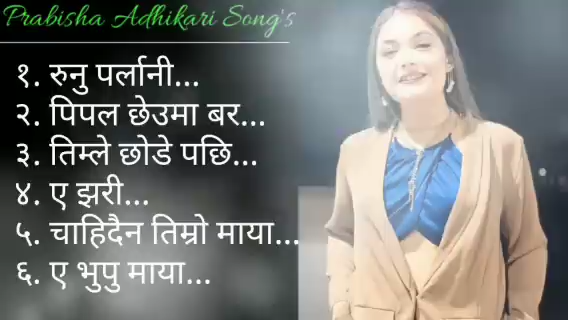 Prabisha Adhikari Song's
१. रुनु पर्लानी...
२. पिपल छेउमा बर...
३. तिम्ले छोडे पछि...
४. ए झरी...
५. चाहिदैन तिम्रो माया...
६. ए भुपु माया...